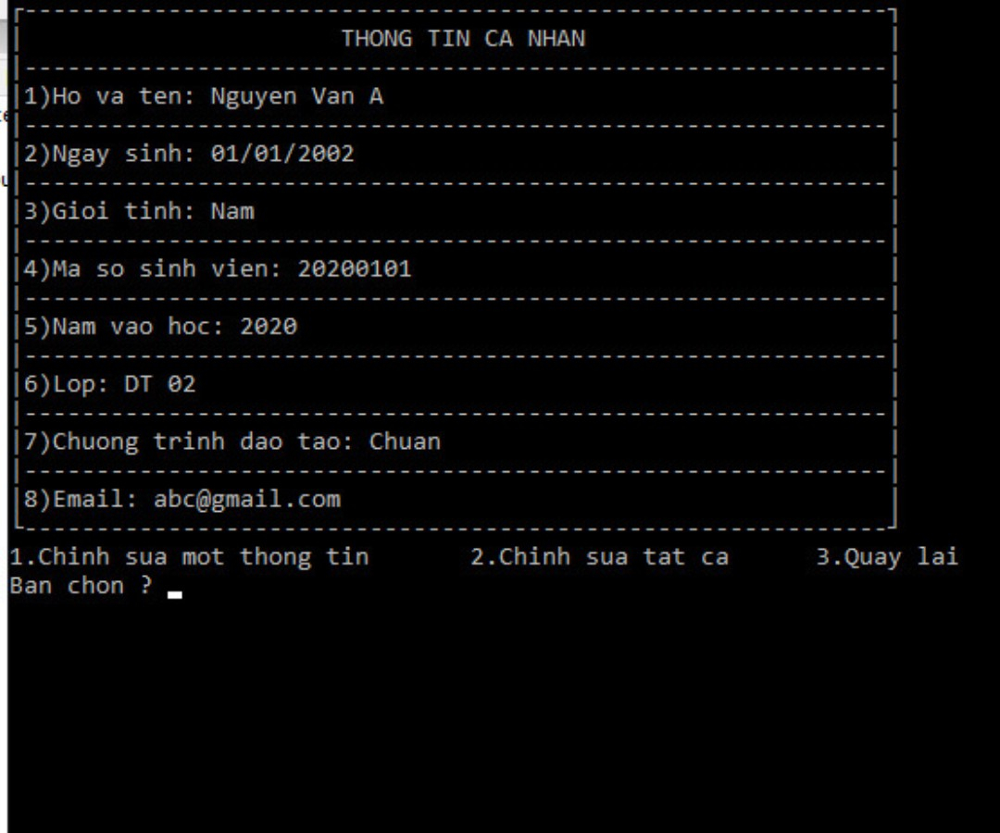 THONG TIN CA NHAN
1)Ho va ten: Nguyen Van A
2)Ngay sinh: 01/01/2002
3)Gioi tinh: Nam
4)Ma so sinh vien: 20200101
5)Nam vao hoc: 2020
6)Lop: DT 02
7)Chuong trinh dao tao: Chuan
8)Email: abc@gmail.com
1.Chinh sua mot thong tin 2.Chinh sua tat ca 3.Quay lai
Ban chon ?